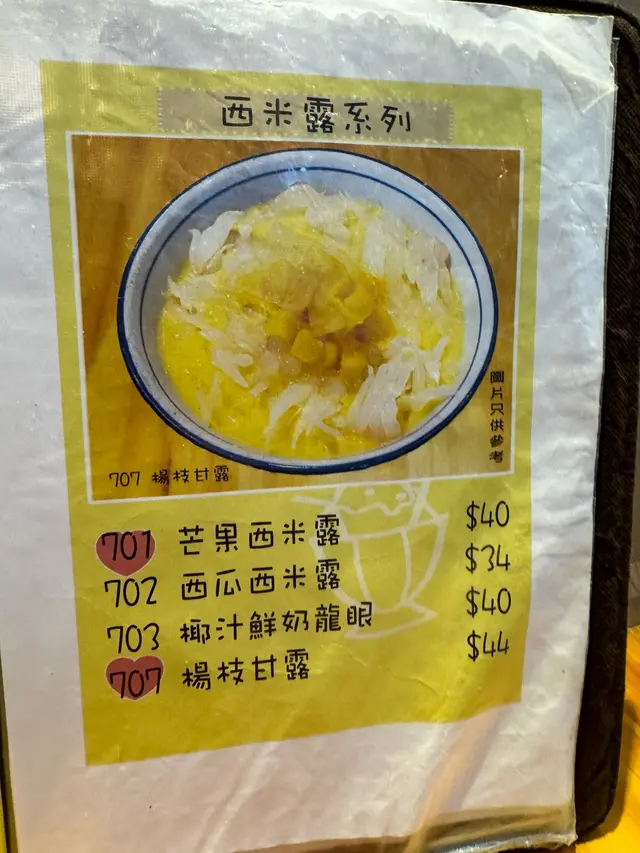 西米露系列
圖片只供參考
707 楊枝甘露
701 芒果西米露 $40
702 西瓜西米露 $34
703 椰汁鮮奶龍眼 $40
707 楊枝甘露 $44